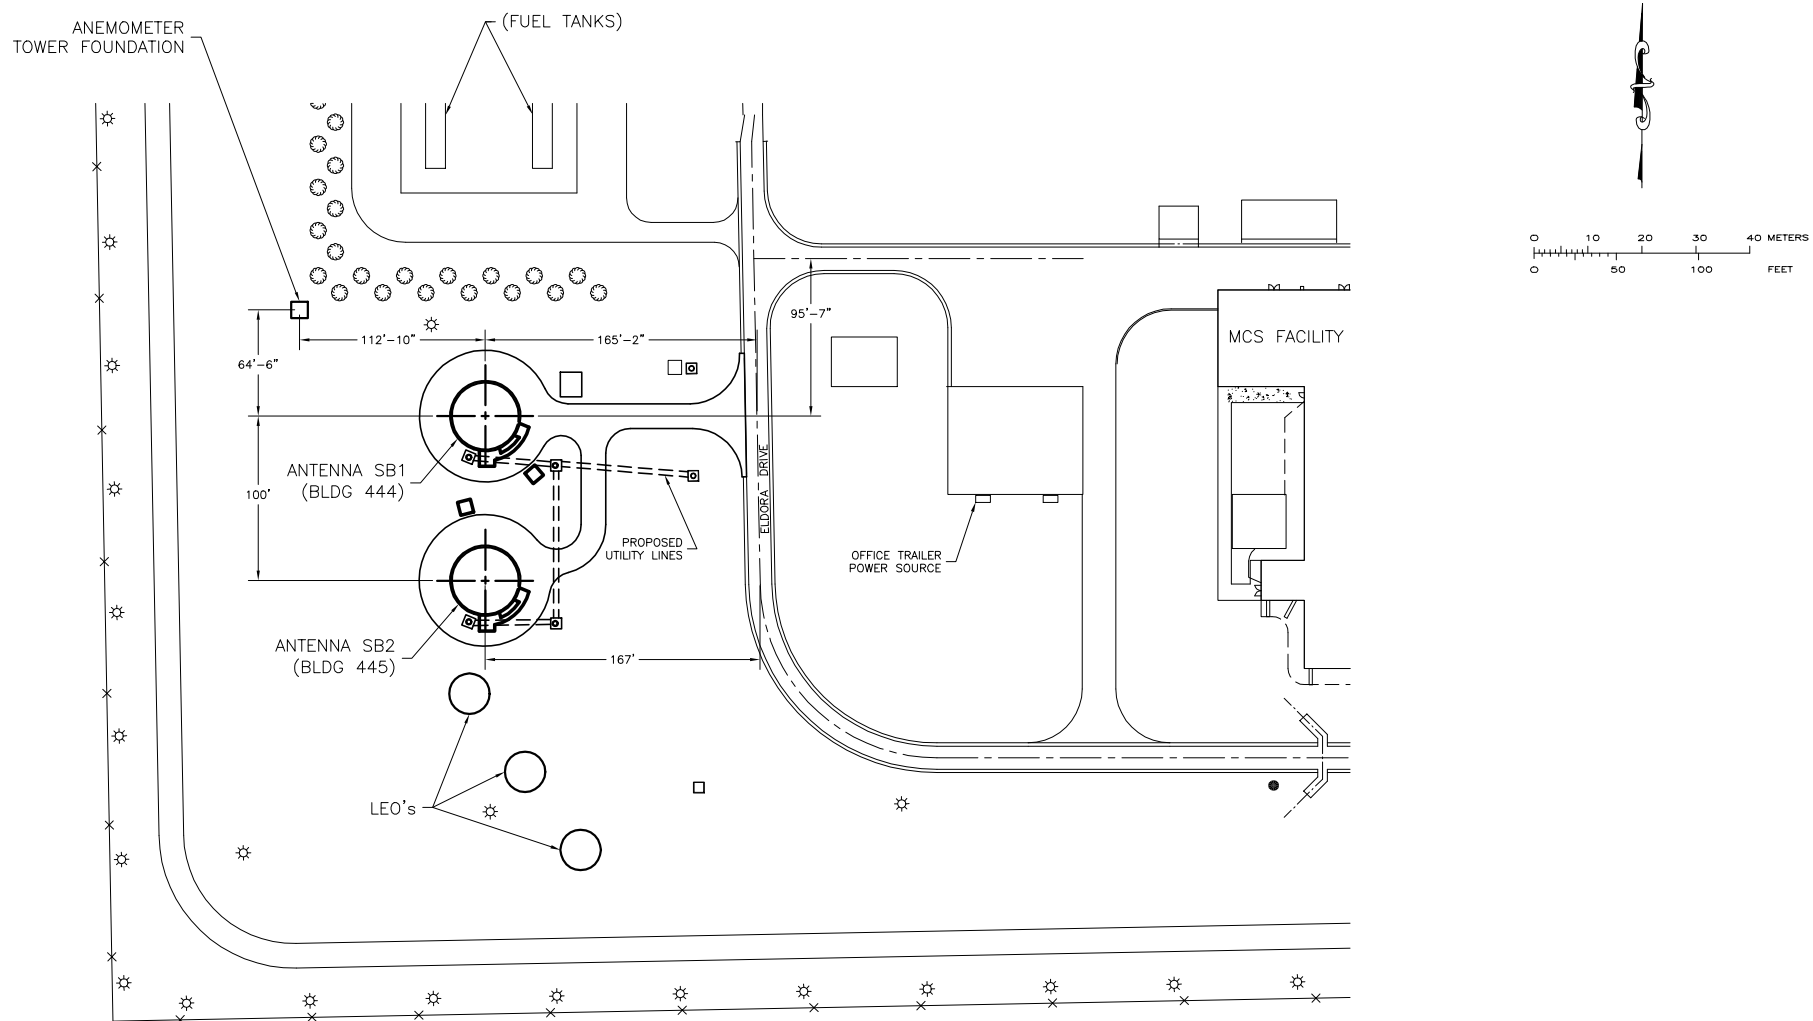 (FUEL TANKS)
ANEMOMETER
TOWER FOUNDATION
0 10 20 30 40 METERS
0 50 100 FEET
95'-7"
112'-10"
165'-2"
MCS FACILITY
64'-6"
ANTENNA SB1
(BLDG 444)
100'
ELDORA DRIVE
PROPOSED
UTILITY LINES
OFFICE TRAILER
POWER SOURCE
ANTENNA SB2
(BLDG 445)
167'
LEO's